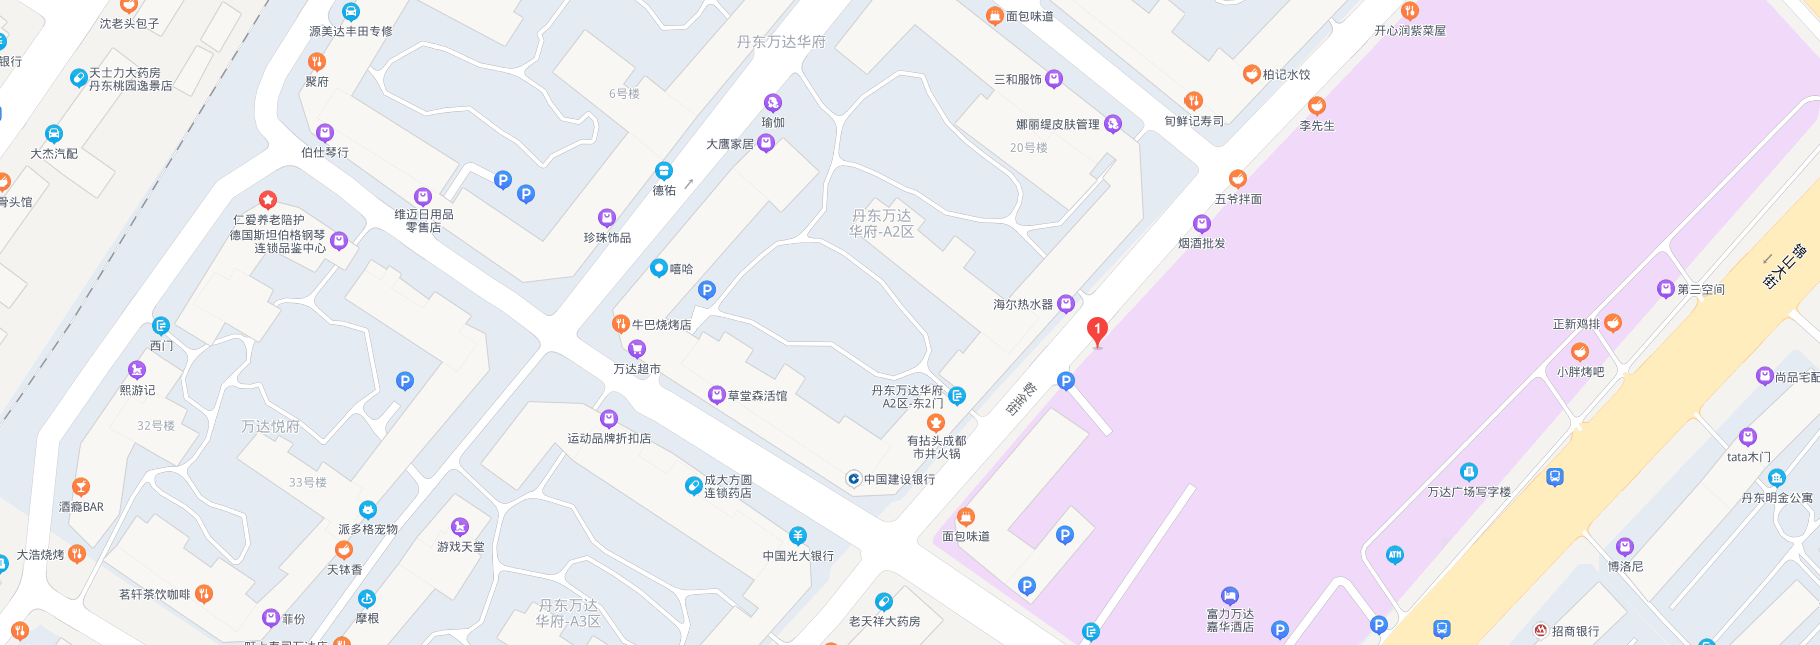 沈老头包子
源美达丰田专修
丹东万达华府
面包味道
开心润紫菜屋
银行
天士力大药房
丹东桃园逸景店
聚府
6号楼
三和服饰
柏记水饺
瑜伽
娜丽缇皮肤管理
旬鲜记寿司
李先生
大杰汽配
伯仕琴行
大鹰家居
20号楼
骨头馆
德佑
五爷拌面
仁爱养老陪护
维迈日用品
零售店
珍珠饰品
丹东万达
华府-A2区
烟酒批发
德国斯坦伯格钢琴
连锁品鉴中心
P
P
嘻哈
P
锦山大街
第三空间
海尔热水器
西门
牛巴烧烤店
1
正新鸡排
万达超市
小胖烤吧
熙游记
P
草堂森活馆
丹东万达华府
A2区-东2门
P
乾金街
尚品宅配
32号楼
万达悦府
运动品牌折扣店
有拈头成都
市井火锅
tata木门
33号楼
成大方圆
连锁药店
中国建设银行
万达广场写字楼
丹东明金公寓
酒瘾BAR
派多格宠物
游戏天堂
中国光大银行
面包味道
P
ATM
博洛尼
大浩烧烤
天钵香
P
茗轩茶饮咖啡
菲份
摩根
丹东万达
华府-A3区
老天祥大药房
富力万达
嘉华酒店
P
P
招商银行